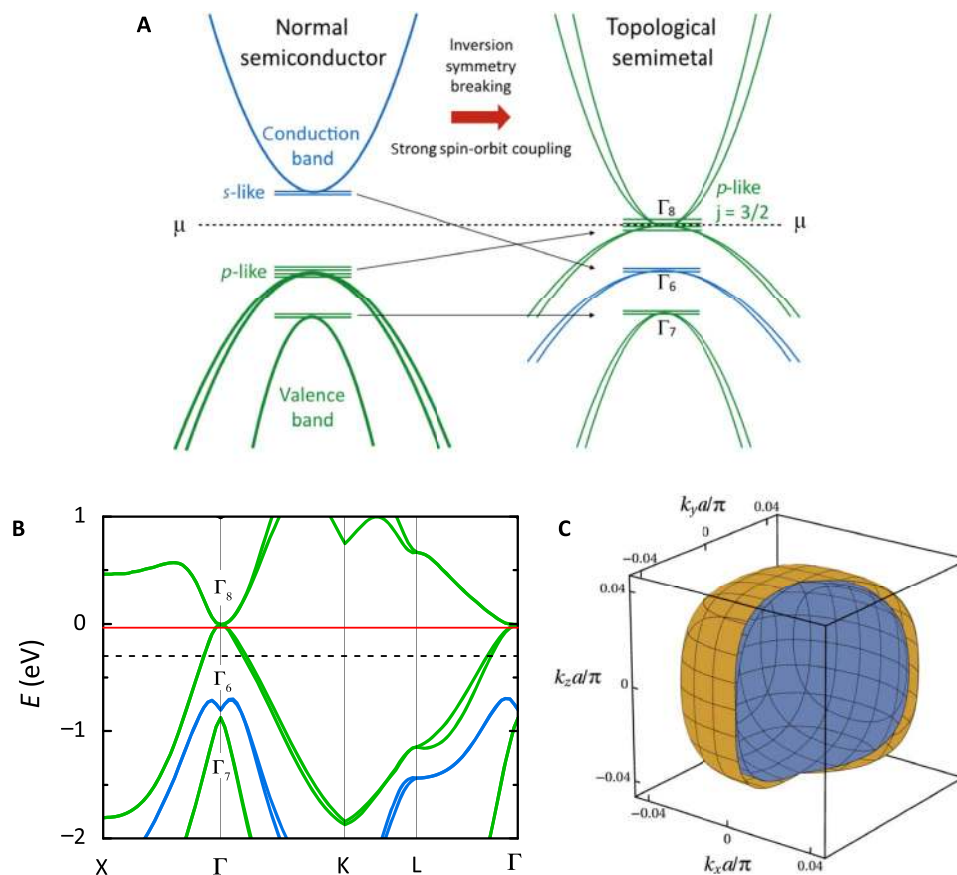 A
Normal
semiconductor
Inversion
symmetry
breaking
Strong spin-orbit coupling
Topological
semimetal
Conduction
band
s-like
μ
p-like
Valence
band
Γ8
p-like
j = 3/2
μ
Γ6
Γ7
B
E (eV)
1
0
−1
−2
Γ8
Γ6
Γ7
X
Γ
K
L
Γ
C
kya/π
−0.04
0
0.04
kza/π
0.04
0
−0.04
kxa/π
−0.04
0
0.04